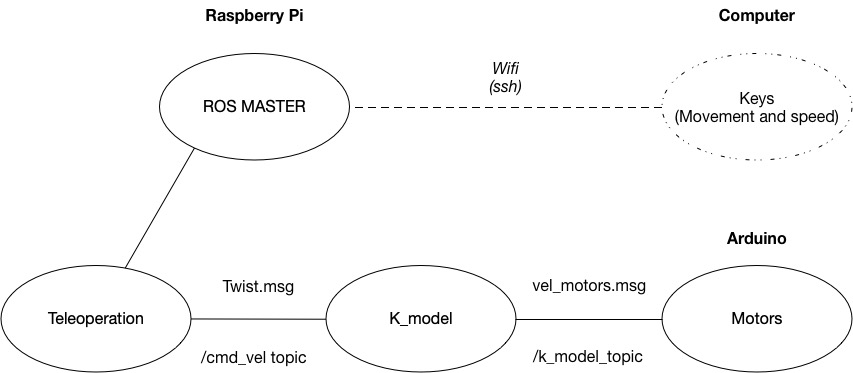 Raspberry Pi
Computer
Wifi
(ssh)
ROS MASTER
Keys
(Movement and speed)
Arduino
Twist.msg
vel_motors.msg
Teleoperation
K_model
Motors
/cmd_vel topic
/k_model_topic